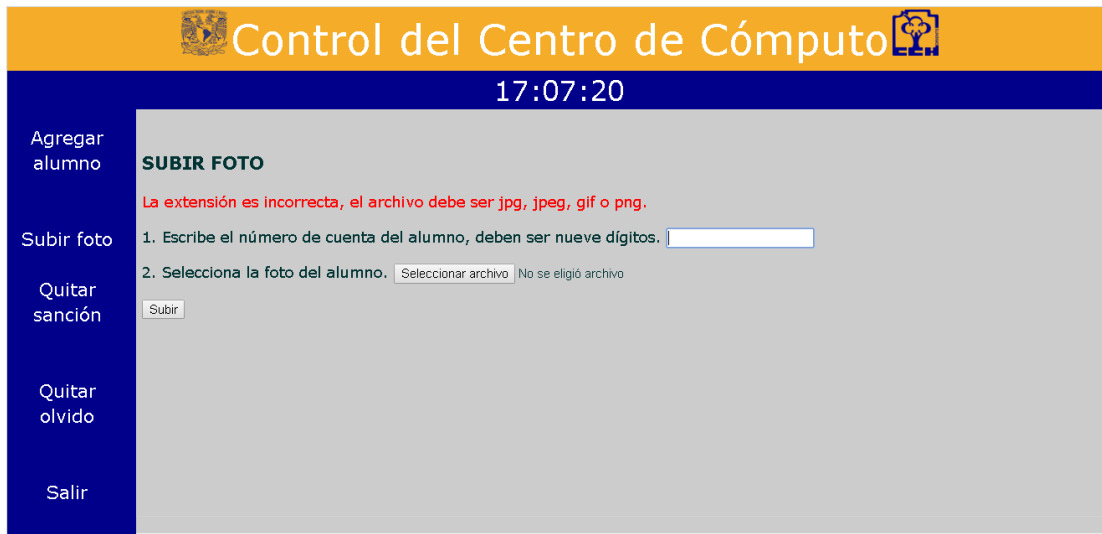 Control del Centro de Cómputo
CCH
17:07:20
Agregar
alumno
Subir foto
Quitar
sanción
Quitar
olvido
Salir
SUBIR FOTO
La extensión es incorrecta, el archivo debe ser jpg, jpeg, gif o png.
1. Escribe el número de cuenta del alumno, deben ser nueve dígitos.
2. Selecciona la foto del alumno. Seleccionar archivo No se eligió archivo
Subir